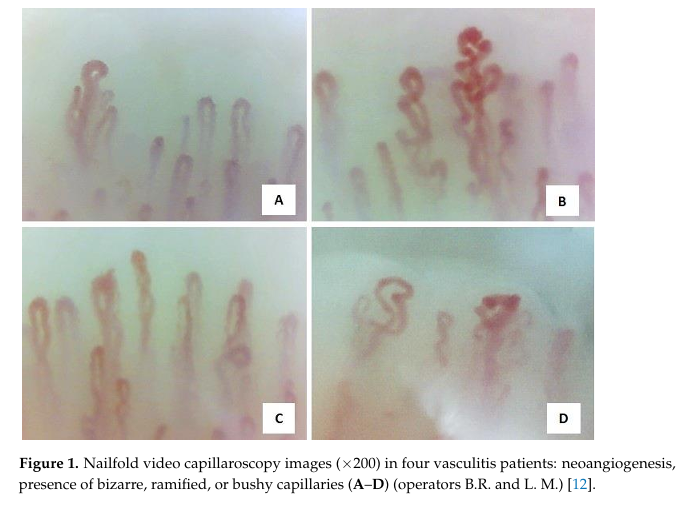 A
B
C
D
Figure 1. Nailfold video capillaroscopy images (×200) in four vasculitis patients: neoangiogenesis,
presence of bizarre, ramified, or bushy capillaries (A–D) (operators B.R. and L. M.) [12].